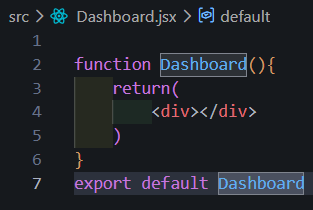 src > Dashboard.jsx > default
1
2 function Dashboard(){
3     return(
4         <div></div>
5     )
6 }
7 export default Dashboard